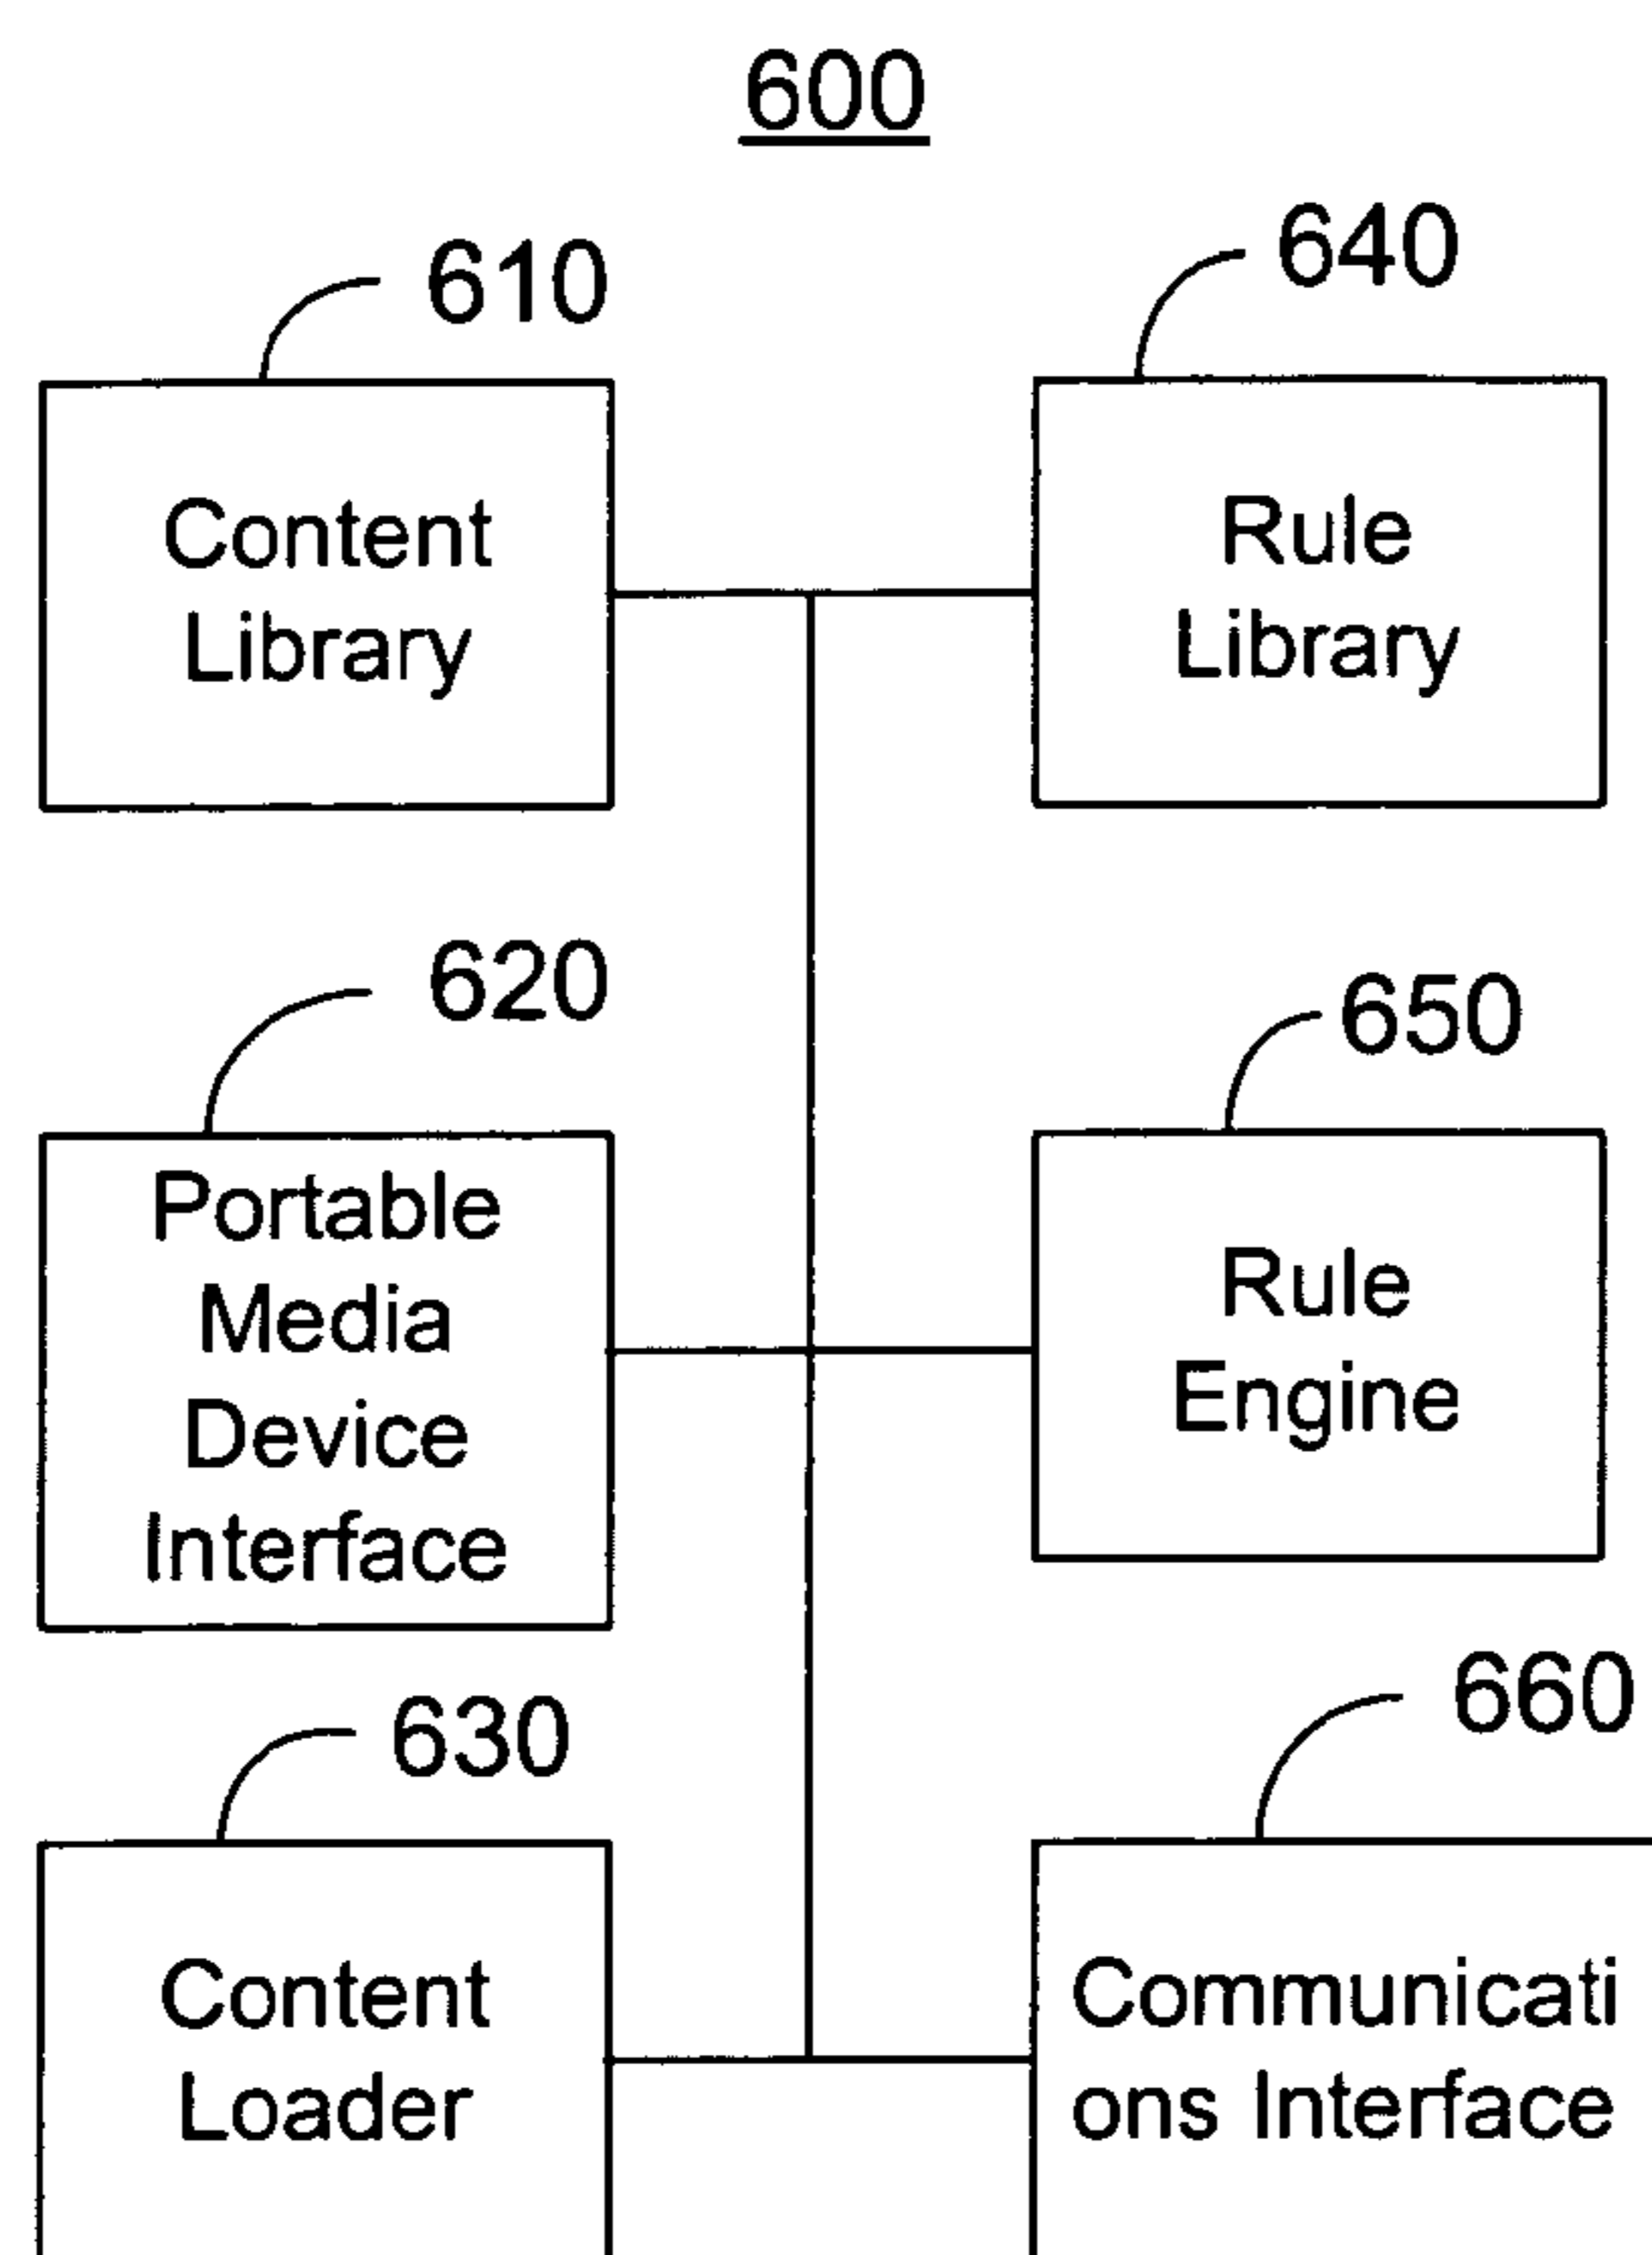 600
610
640
Content
Library
Rule
Library
620
650
Portable
Media
Device
Interface
Rule
Engine
630
660
Content
Loader
Communicati
ons Interface